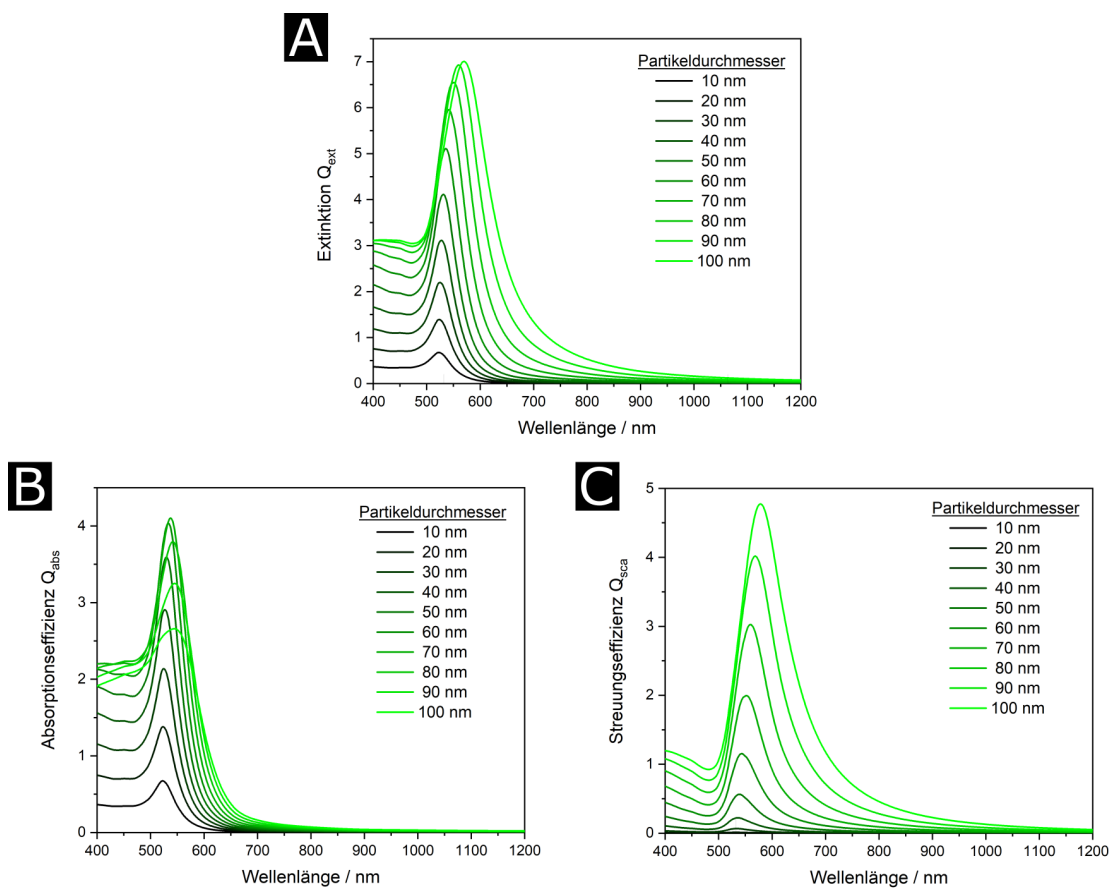 A
Extinktion Qext
7
6
5
4
3
2
1
0
Partikeldurchmesser
10 nm
20 nm
30 nm
40 nm
50 nm
60 nm
70 nm
80 nm
90 nm
100 nm
400 500 600 700 800 900 1000 1100 1200
Wellenlänge / nm
B
Absorptionseffizienz Qabs
4
3
2
1
0
Partikeldurchmesser
10 nm
20 nm
30 nm
40 nm
50 nm
60 nm
70 nm
80 nm
90 nm
100 nm
400 500 600 700 800 900 1000 1100 1200
Wellenlänge / nm
C
Streuungseffizienz Qsca
5
4
3
2
1
0
Partikeldurchmesser
10 nm
20 nm
30 nm
40 nm
50 nm
60 nm
70 nm
80 nm
90 nm
100 nm
400 500 600 700 800 900 1000 1100 1200
Wellenlänge / nm